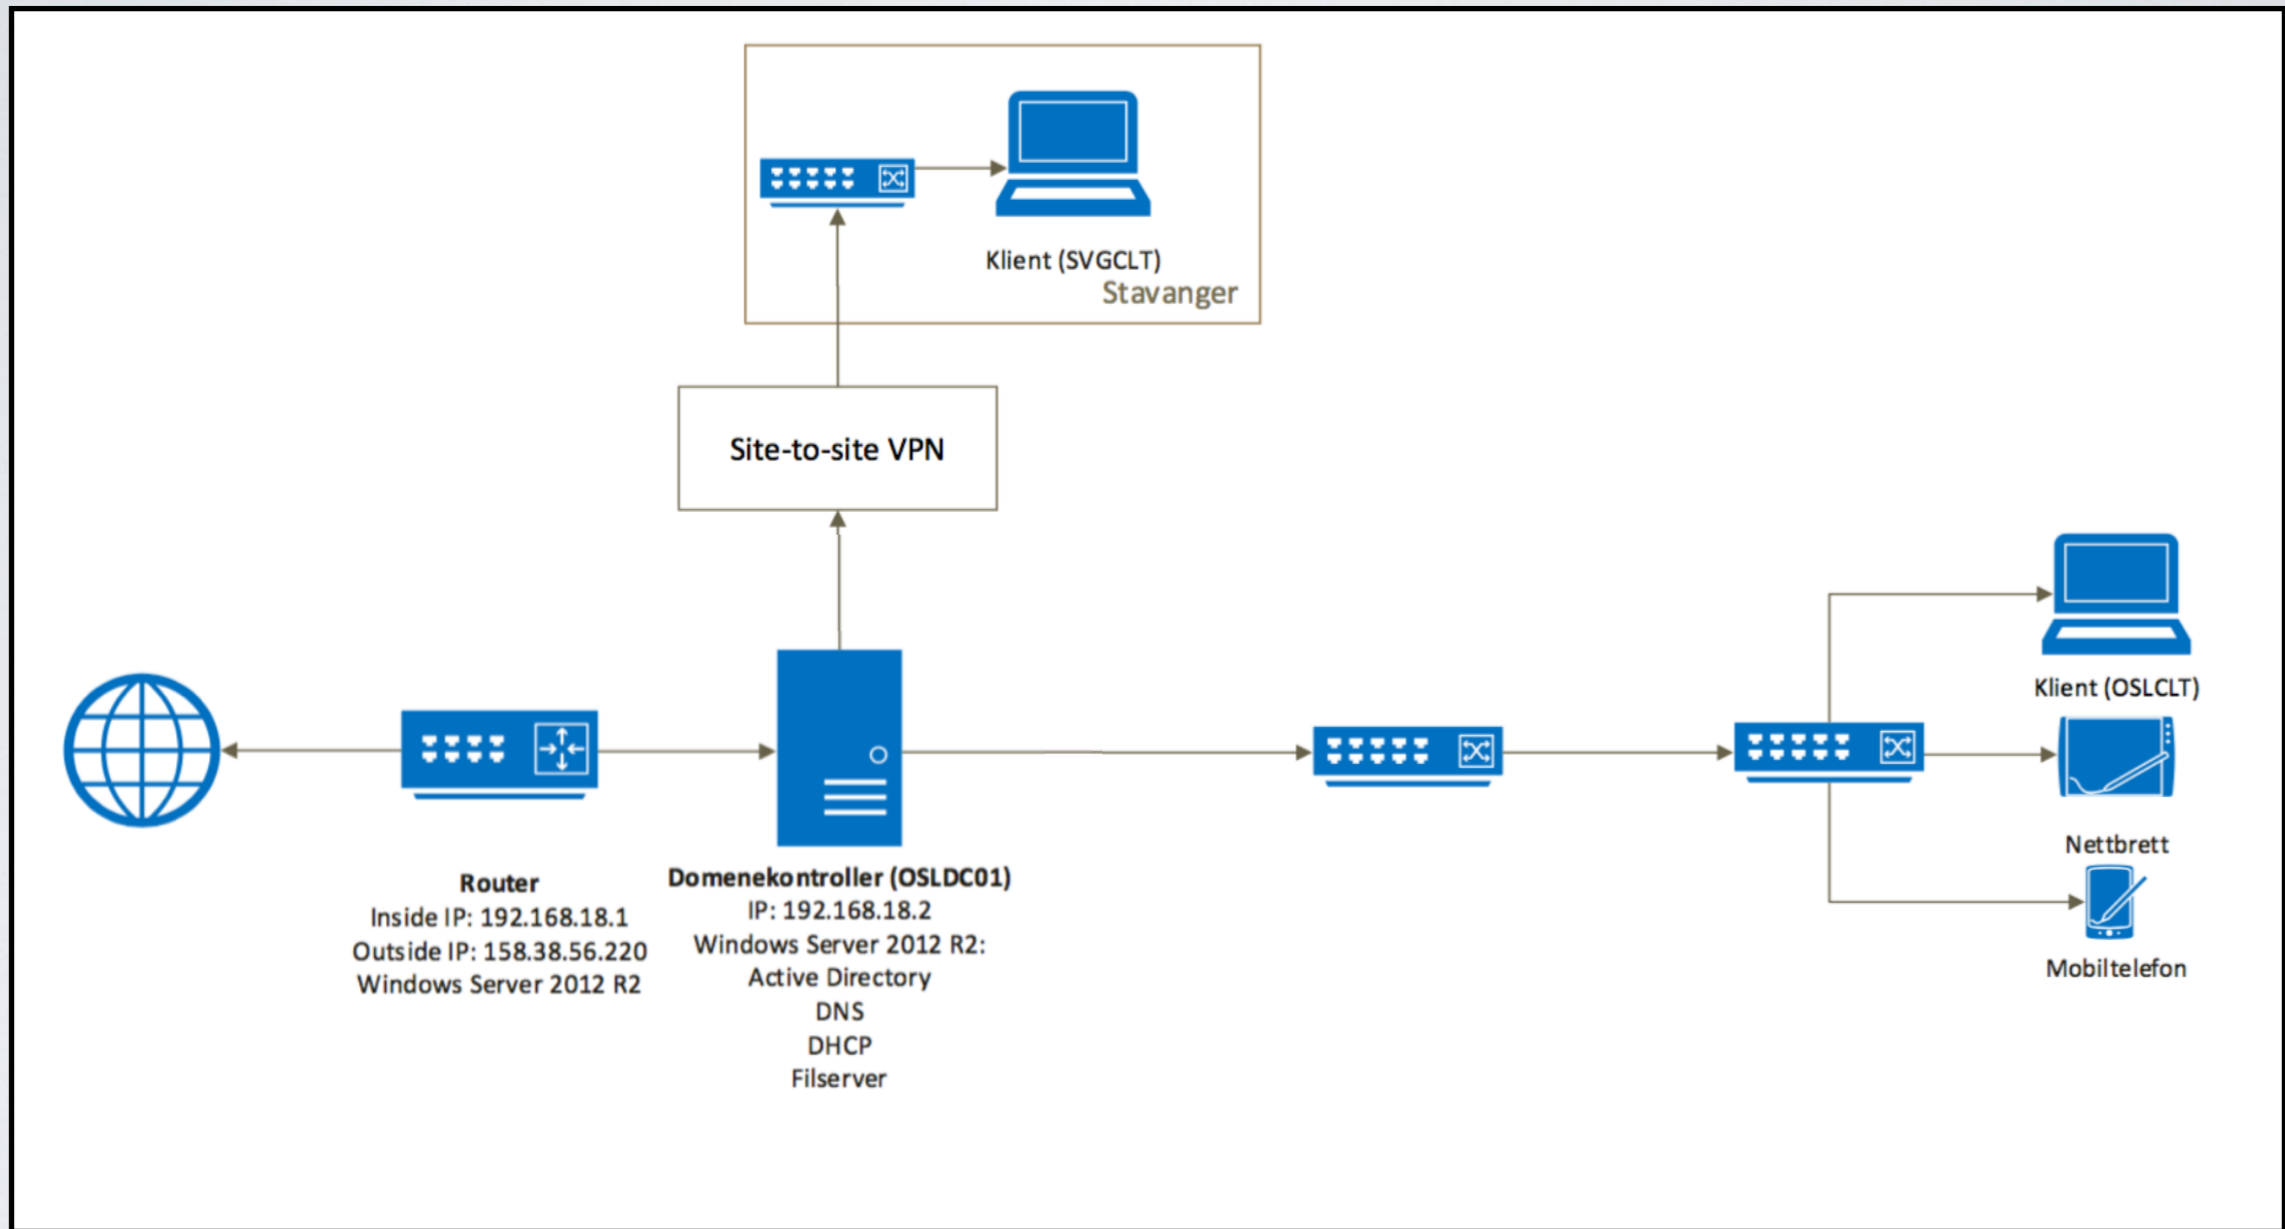 Klient (SVGCLT)
Stavanger
Site-to-site VPN
Klient (OSLCLT)
Nettbrett
Mobiltelefon
Router
Inside IP: 192.168.18.1
Outside IP: 158.38.56.220
Windows Server 2012 R2
Domenekontroller (OSLDC01)
IP: 192.168.18.2
Windows Server 2012 R2:
Active Directory
DNS
DHCP
Filserver